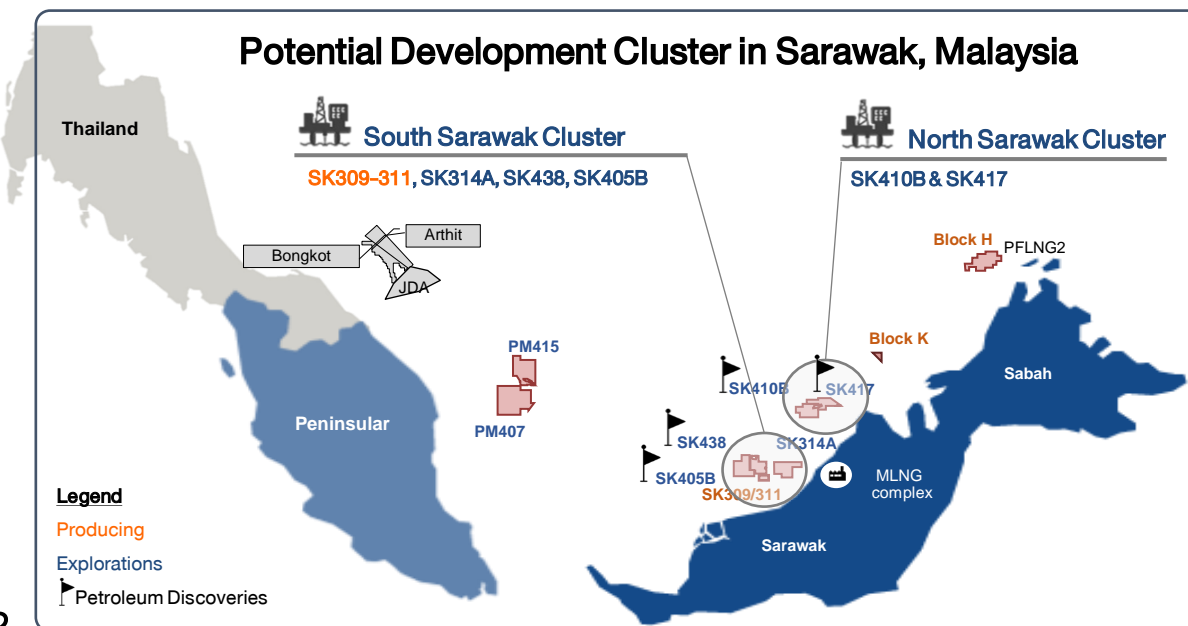 Potential Development Cluster in Sarawak, Malaysia
Thailand
South Sarawak Cluster
North Sarawak Cluster
SK309-311, SK314A, SK438, SK405B
SK410B & SK417
Arthit
Bongkot
JDA
Block H
PFLNG2
Block K
PM415
PM407
Sabah
SK410B
SK417
Peninsular
SK438
SK314A
SK405B
SK309/311
MLNG
complex
Sarawak
Legend
Producing
Explorations
Petroleum Discoveries